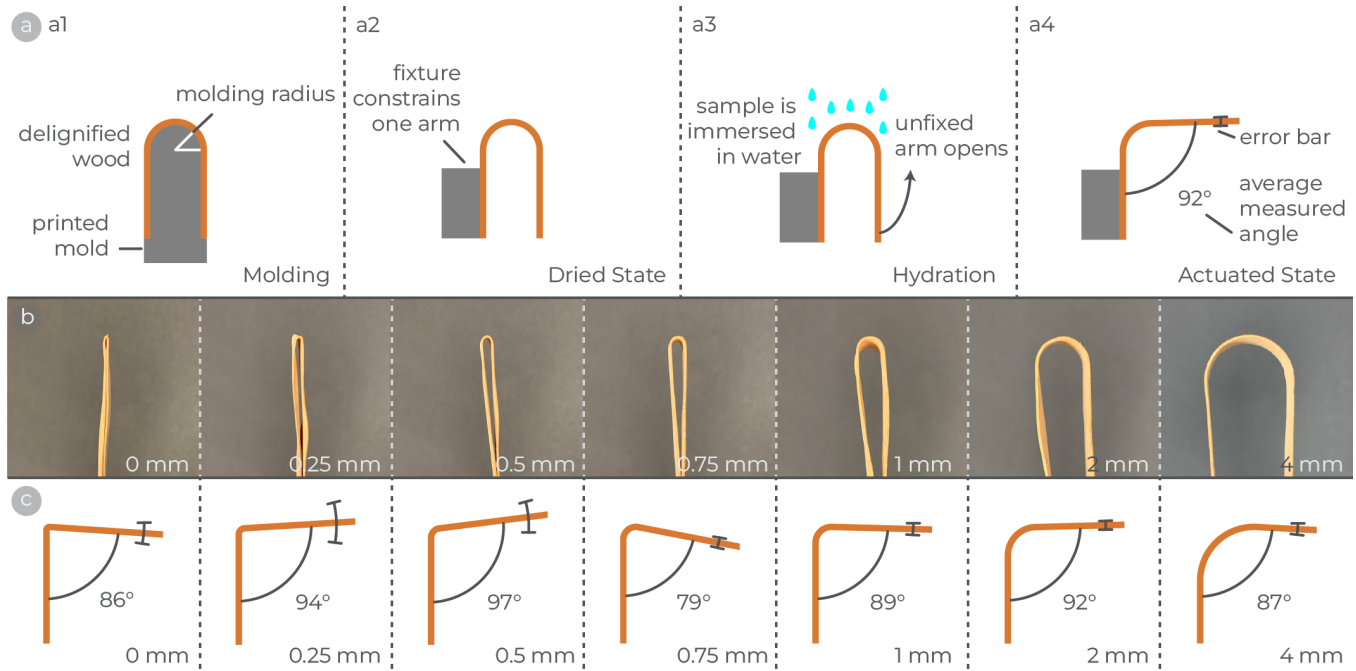 a
a1
molding radius
delignified
wood
printed
mold
Molding
a2
fixture
constrains
one arm
Dried State
a3
sample is
immersed
in water
unfixed
arm opens
Hydration
a4
error bar
92°
average
measured
angle
Actuated State
b
0 mm
0.25 mm
0.5 mm
0.75 mm
1 mm
2 mm
4 mm
c
86°
0 mm
94°
0.25 mm
97°
0.5 mm
79°
0.75 mm
89°
1 mm
92°
2 mm
87°
4 mm